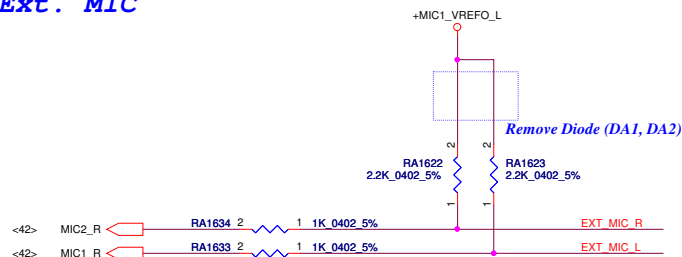 Ext. MIC
+MIC1_VREFO_L
Remove Diode (DA1, DA2)
2 2
RA1622 RA1623
2.2K_0402_5% 2.2K_0402_5%
1 1
<42> MIC2_R RA1634 2 1 1K_0402_5% EXT_MIC_R
<42> MIC1_R RA1633 2 1 1K_0402_5% EXT_MIC_L